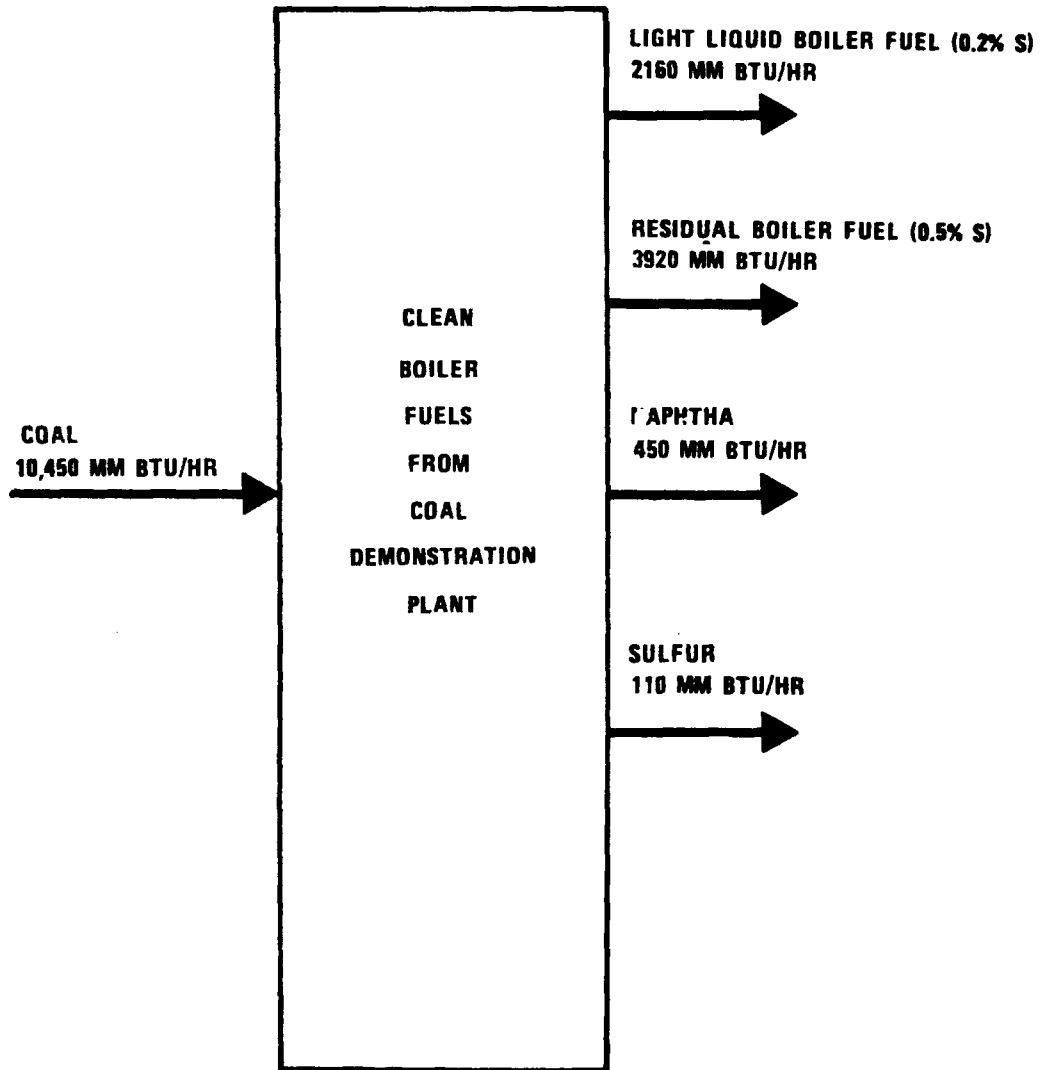 LIGHT LIQUID BOILER FUEL (0.2% S)
2160 MM BTU/HR
RESIDUAL BOILER FUEL (0.5% S)
3920 MM BTU/HR
CLEAN
BOILER
FUELS
FROM
COAL
DEMONSTRATION
PLANT
COAL
10,450 MM BTU/HR
NAPHTHA
450 MM BTU/HR
SULFUR
110 MM BTU/HR